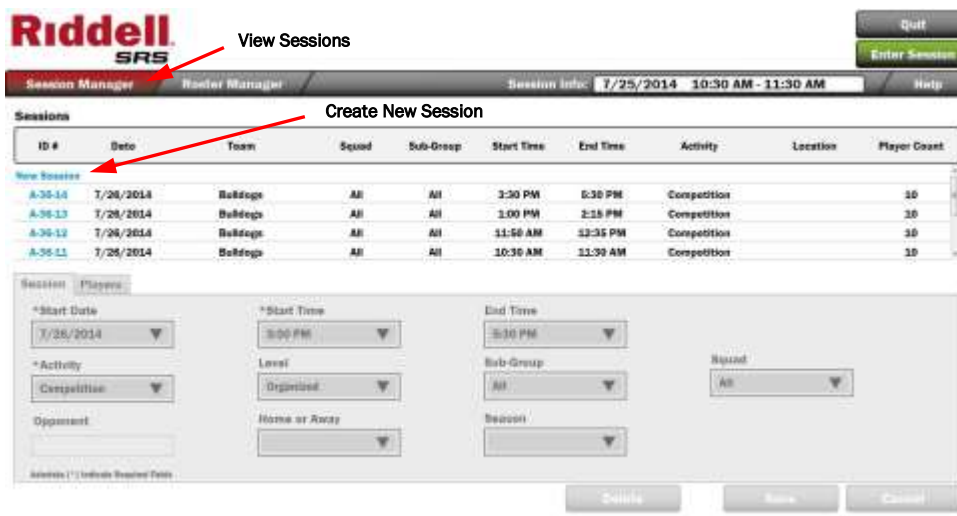 Riddell
SRS
View Sessions
Quit
Enter Session
Session Manager Roster Manager Session Info: 7/25/2014 10:30 AM - 11:30 AM Help
Create New Session
Sessions
ID # Date Team Squad Sub-Group Start Time End Time Activity Location Player Count
New Session
A-36-14 7/26/2014 Bulldogs All All 3:30 PM 5:30 PM Competition 10
A-36-13 7/26/2014 Bulldogs All All 1:00 PM 2:15 PM Competition 10
A-36-12 7/26/2014 Bulldogs All All 11:50 AM 12:35 PM Competition 10
A-36-11 7/26/2014 Bulldogs All All 10:30 AM 11:30 AM Competition 10
Session Players
*Start Date *Start Time End Time
7/26/2014 PM 5:30 PM
*Activity Level Sub-Group Squad
Competition Organized All All
Opponent Home or Away Season
Asterisks (*) Indicate Required Fields
Delete Save Cancel